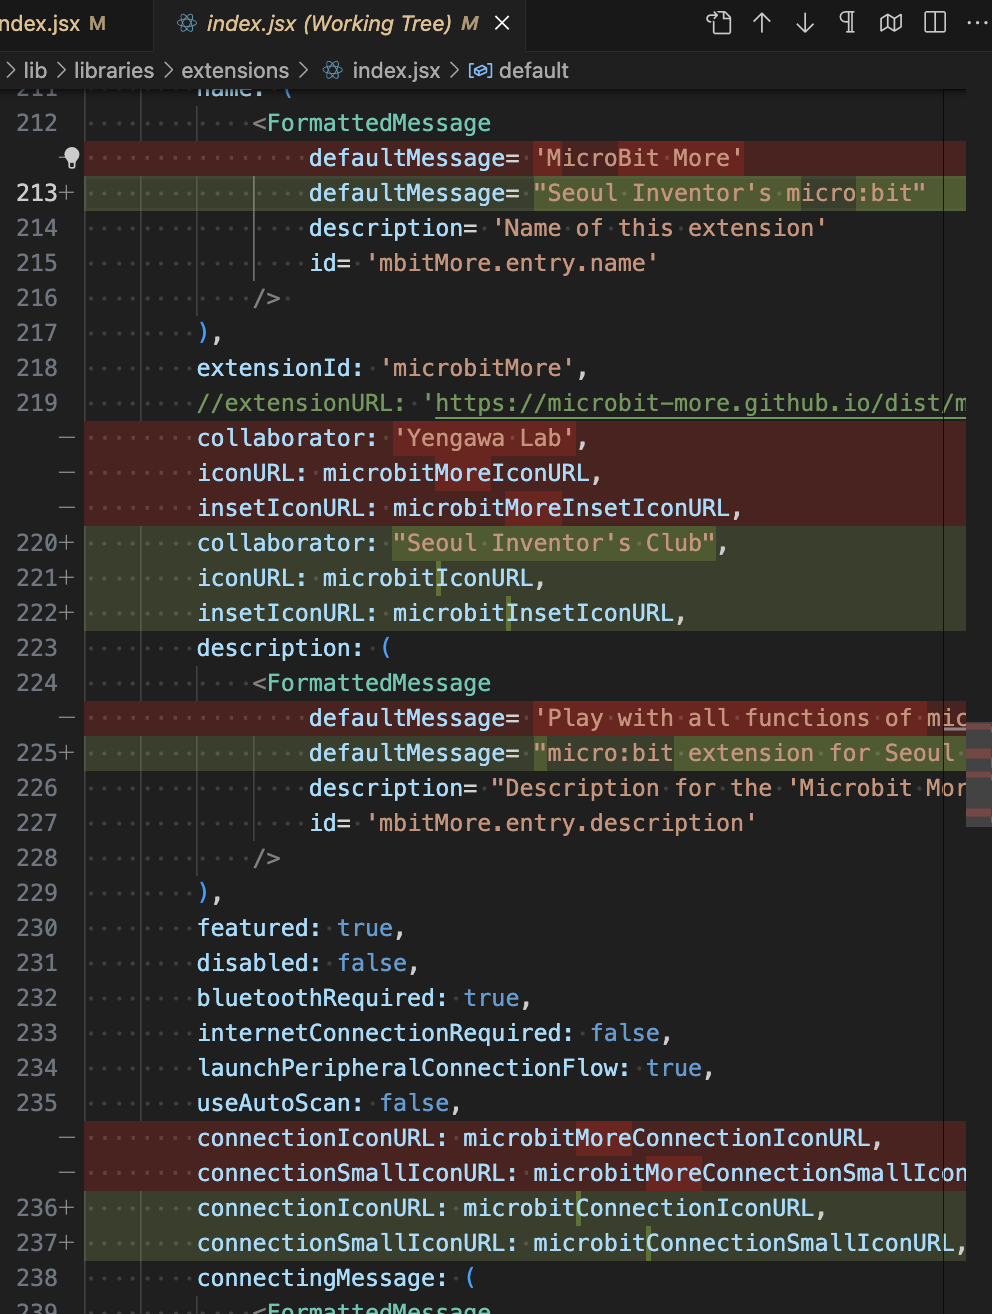 ndex.jsx M
index.jsx (Working Tree) M
> lib > libraries > extensions > index.jsx > default
211 name: (
212 <FormattedMessage
defaultMessage= 'MicroBit More'
213+ defaultMessage= "Seoul Inventor's micro:bit"
214 description= 'Name of this extension'
215 id= 'mbitMore.entry.name'
216 />
217 ),
218 extensionId: 'microbitMore',
219 //extensionURL: 'https://microbit-more.github.io/dist/m
— collaborator: 'Yengawa Lab',
— iconURL: microbitMoreIconURL,
— insetIconURL: microbitMoreInsetIconURL,
220+ collaborator: "Seoul Inventor's Club",
221+ iconURL: microbitIconURL,
222+ insetIconURL: microbitInsetIconURL,
223 description: (
224 <FormattedMessage
— defaultMessage= 'Play with all functions of mic
225+ defaultMessage= "micro:bit extension for Seoul
226 description= "Description for the 'Microbit Mor
227 id= 'mbitMore.entry.description'
228 />
229 ),
230 featured: true,
231 disabled: false,
232 bluetoothRequired: true,
233 internetConnectionRequired: false,
234 launchPeripheralConnectionFlow: true,
235 useAutoScan: false,
— connectionIconURL: microbitMoreConnectionIconURL,
— connectionSmallIconURL: microbitMoreConnectionSmallIcon
236+ connectionIconURL: microbitConnectionIconURL,
237+ connectionSmallIconURL: microbitConnectionSmallIconURL,
238 connectingMessage: (
239 <FormattedMessage